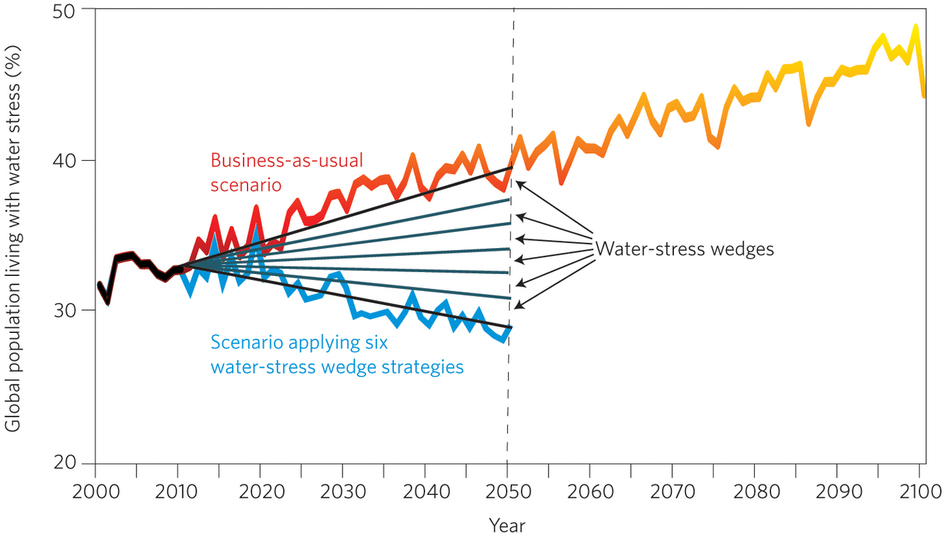 Global population living with water stress (%)
50
40
30
20
Business-as-usual
scenario
Water-stress wedges
Scenario applying six
water-stress wedge strategies
2000 2010 2020 2030 2040 2050 2060 2070 2080 2090 2100
Year